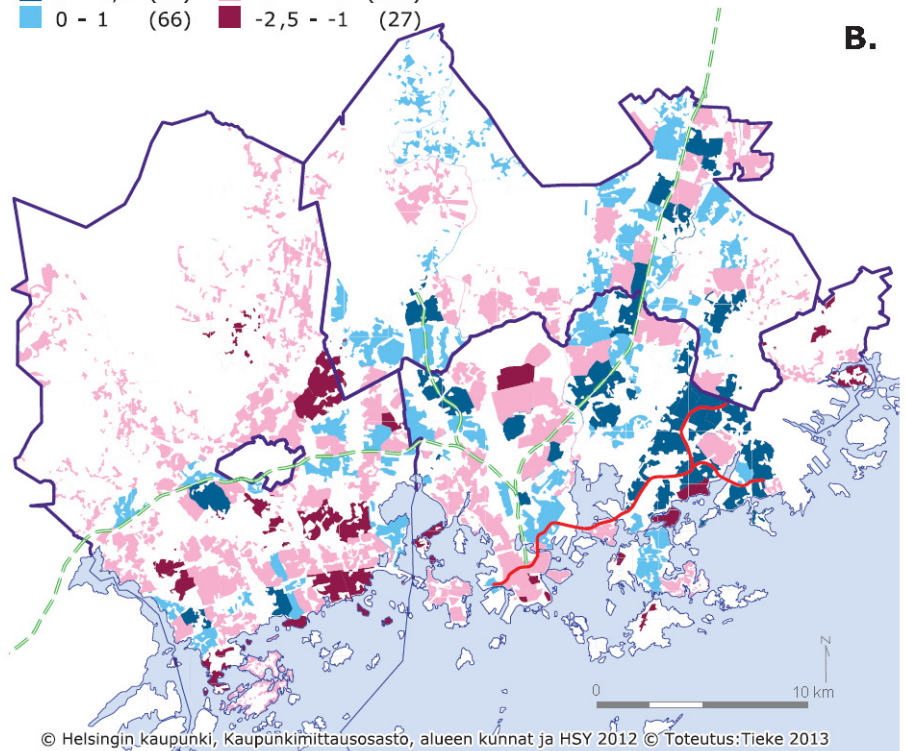 0 - 1 (66) -2,5 - -1 (27)
B.
N
0 10 km
© Helsingin kaupunki, Kaupunkimittausosasto, alueen kunnat ja HSY 2012 © Toteutus:Tieke 2013